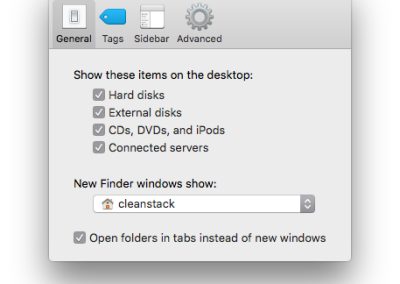 General Tags Sidebar Advanced
Show these items on the desktop:
Hard disks
External disks
CDs, DVDs, and iPods
Connected servers
New Finder windows show:
cleanstack
Open folders in tabs instead of new windows